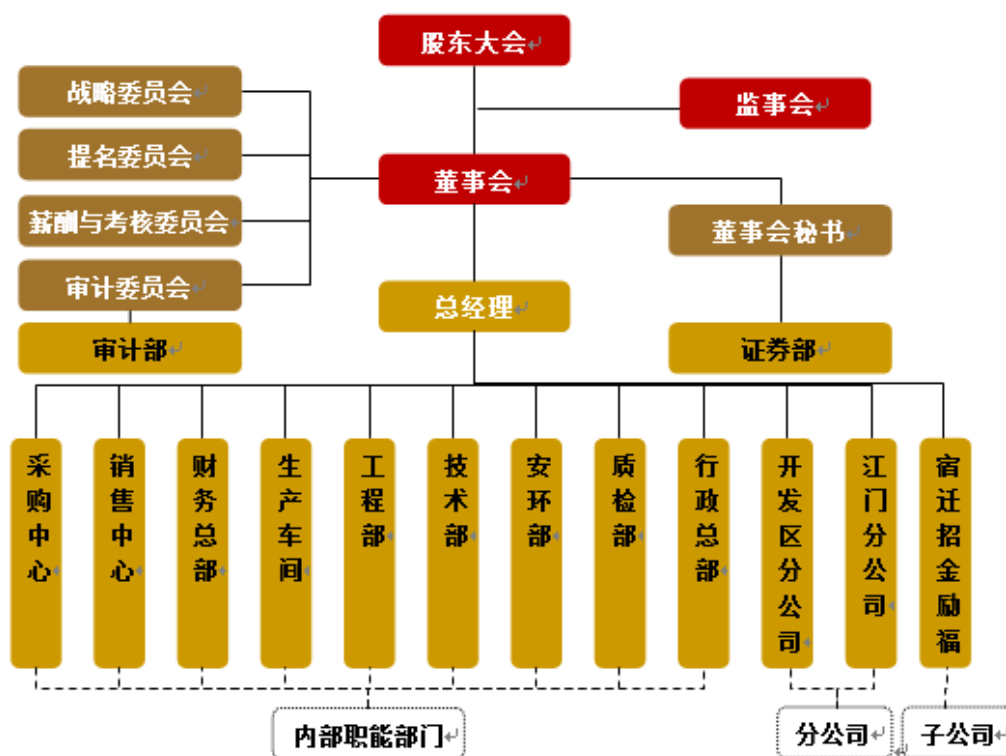 股东大会
战略委员会
监事会
提名委员会
董事会
薪酬与考核委员会
董事会秘书
审计委员会
总经理
审计部
证券部
采购中心
销售中心
财务总部
生产车间
工程部
技术部
安环部
质检部
行政总部
开发区分公司
江门分公司
宿迁招金励福
内部职能部门
分公司
子公司